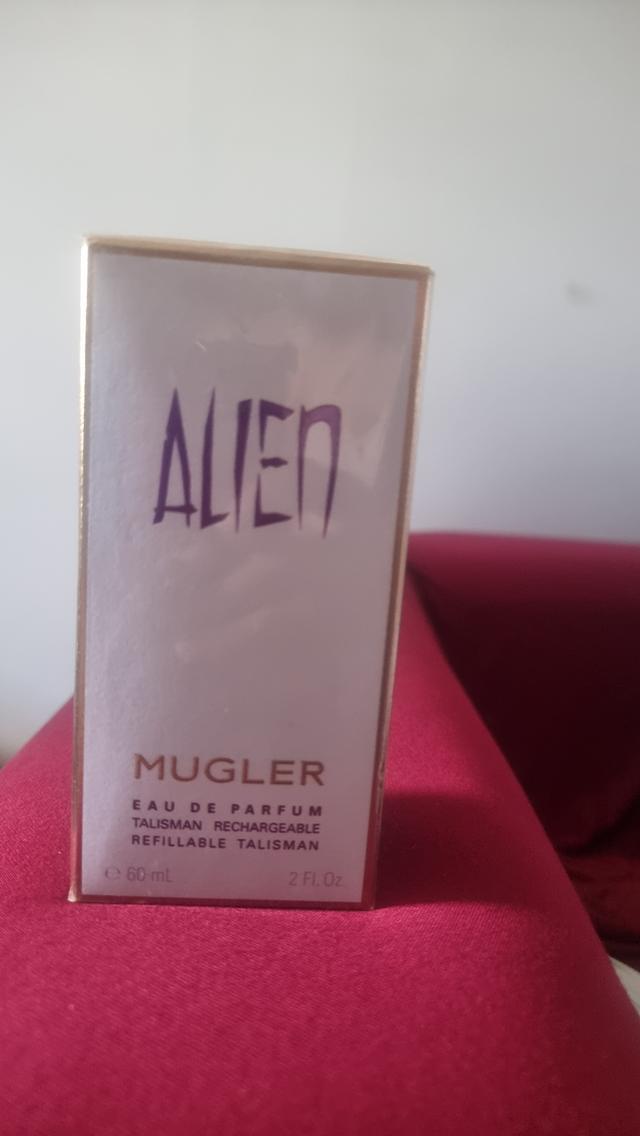 ALIEN
MUGLER
EAU DE PARFUM
TALISMAN RECHARGEABLE
REFILLABLE TALISMAN
℮ 60 mL 2 Fl. Oz